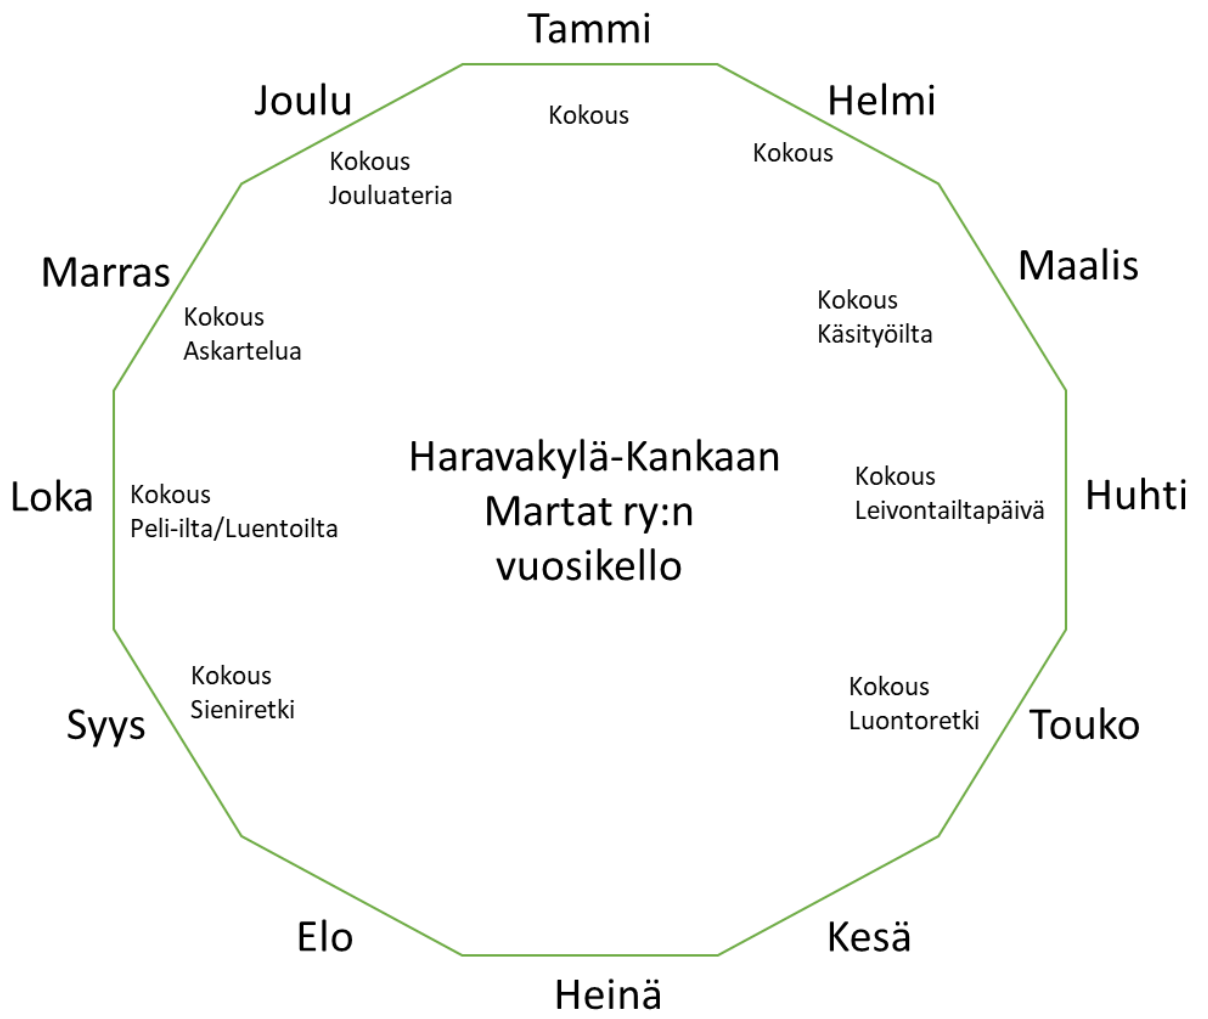 Tammi
Kokous
Helmi
Kokous
Maalis
Kokous
Käsityöilta
Huhti
Kokous
Leivontailtapäivä
Touko
Kokous
Luontoretki
Kesä
Heinä
Elo
Syys
Kokous
Sieniretki
Loka
Kokous
Peli-ilta/Luentoilta
Marras
Kokous
Askartelua
Joulu
Kokous
Jouluateria
Haravakylä-Kankaan
Martat ry:n
vuosikello